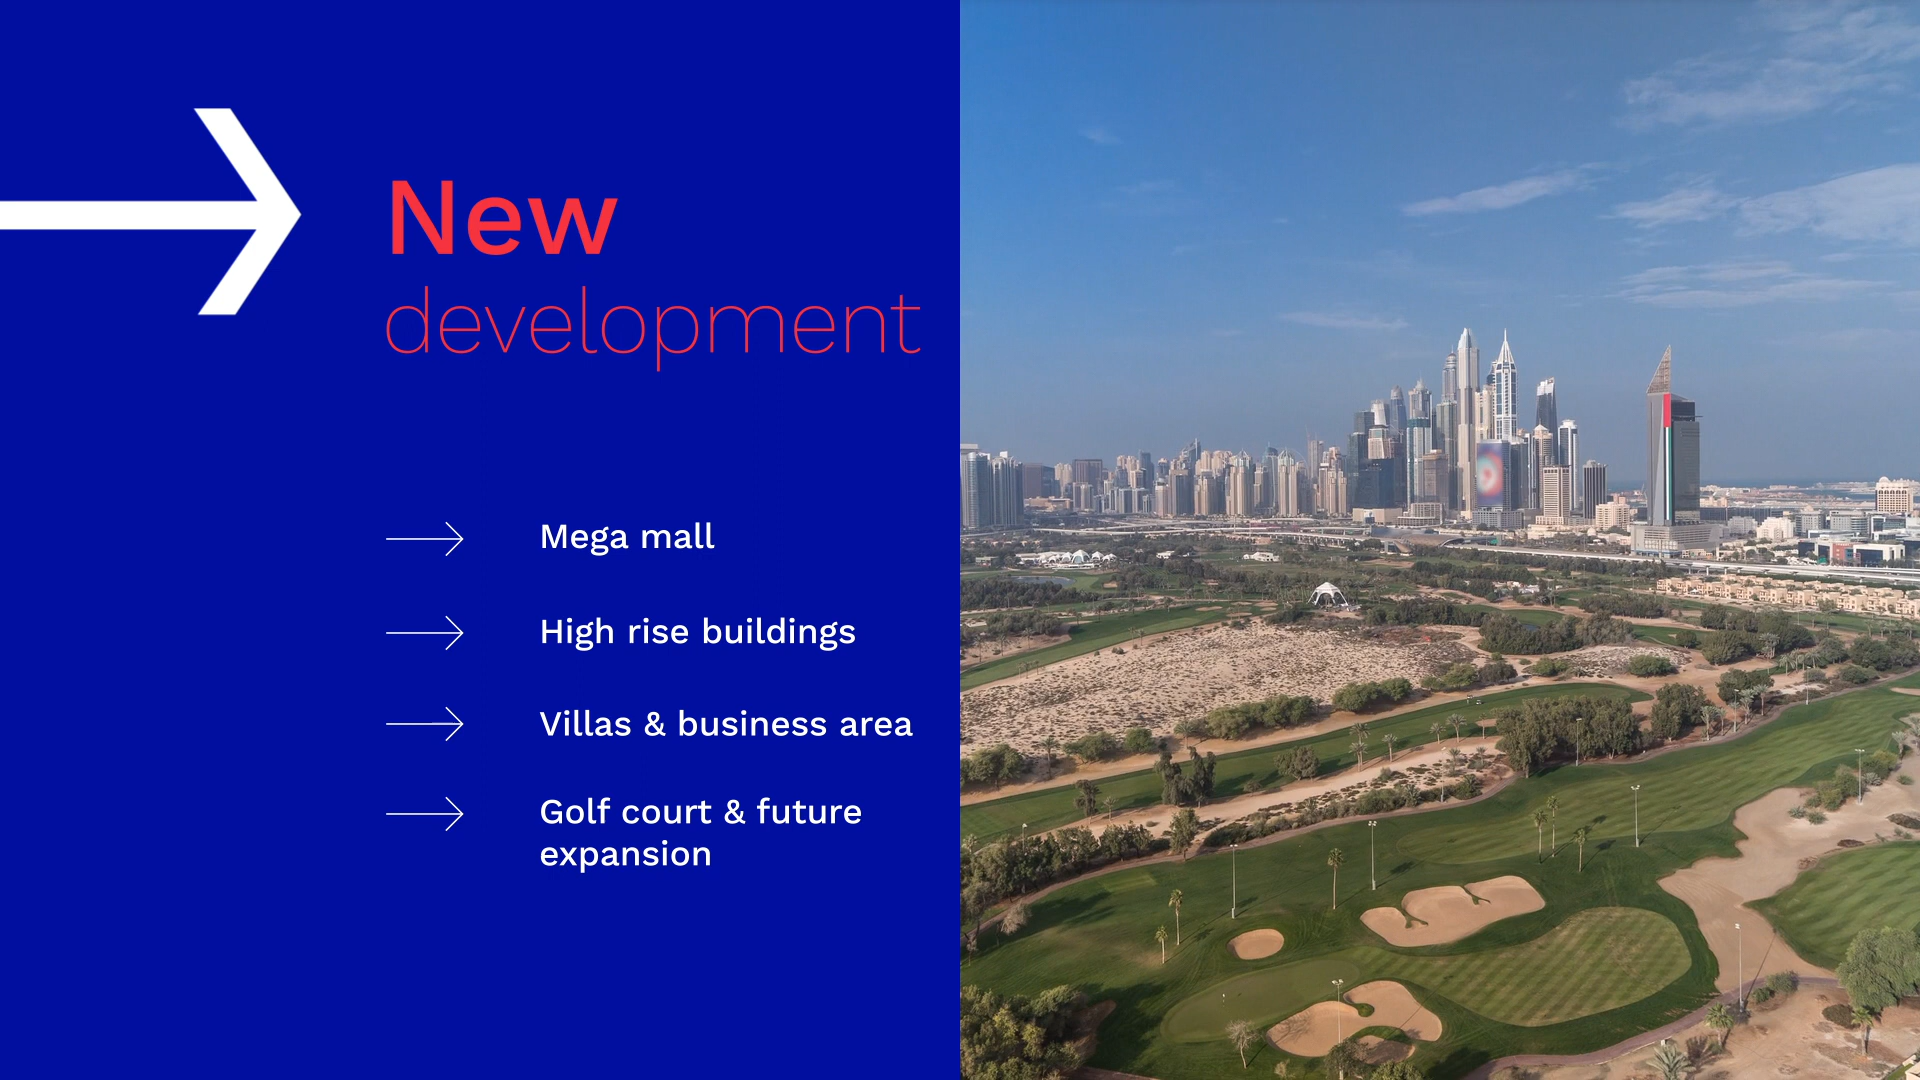 New
development
Mega mall
High rise buildings
Villas & business area
Golf court & future
expansion